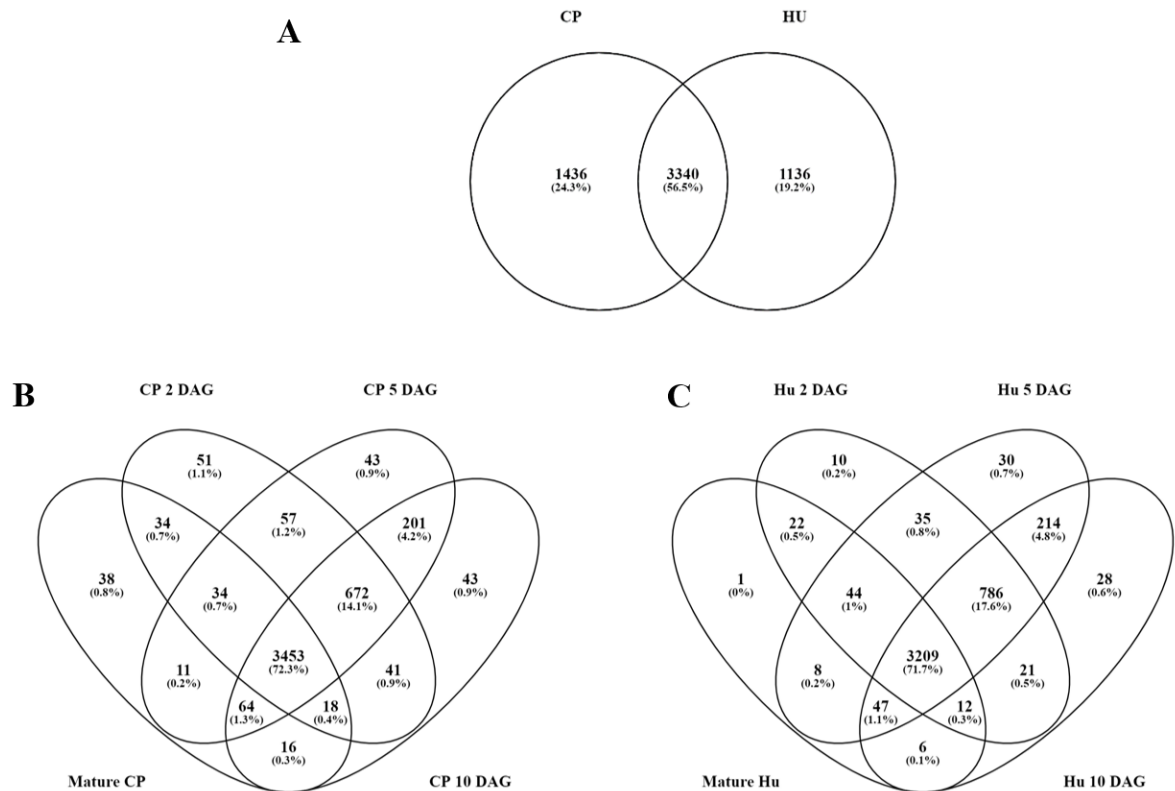 A
CP HU
1436 3340 1136
(24.3%) (56.5%) (19.2%)
B
CP 2 DAG CP 5 DAG
51 43
(1.1%) (0.9%)
34 57 201
(0.7%) (1.2%) (4.2%)
38 34 672 43
(0.8%) (0.7%) (14.1%) (0.9%)
3453
(72.3%)
11 41
(0.2%) (0.9%)
64 18
(1.3%) (0.4%)
16
(0.3%)
Mature CP CP 10 DAG
C
Hu 2 DAG Hu 5 DAG
10 30
(0.2%) (0.7%)
22 35 214
(0.5%) (0.8%) (4.8%)
1 44 786 28
(0%) (1%) (17.6%) (0.6%)
3209
(71.7%)
8 21
(0.2%) (0.5%)
47 12
(1.1%) (0.3%)
6
(0.1%)
Mature Hu Hu 10 DAG